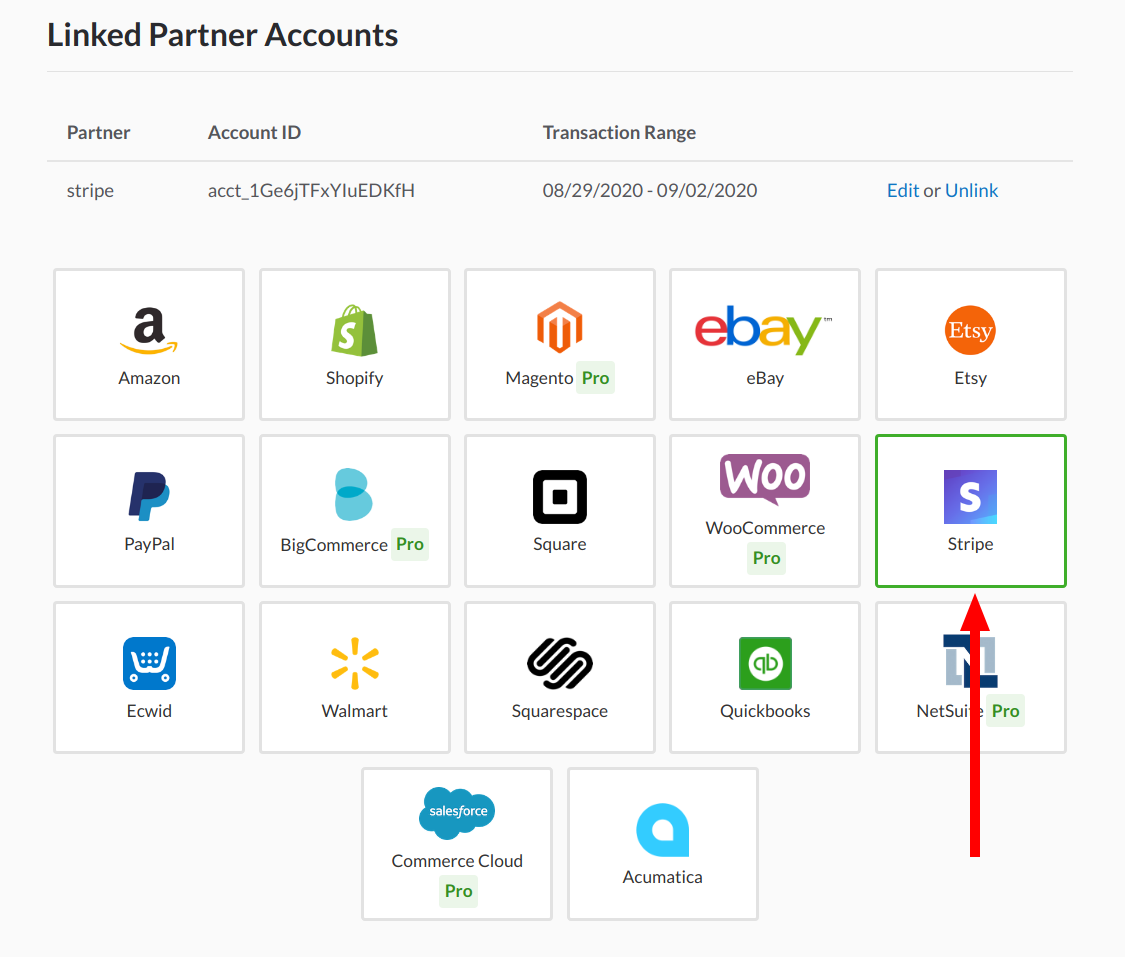 Linked Partner Accounts
Partner Account ID Transaction Range
stripe acct_1Ge6jTFxYIuEDKfH 08/29/2020 - 09/02/2020 Edit or Unlink
a
Amazon
S
Shopify
Magento Pro
ebay™
eBay
Etsy
Etsy
PayPal
BigCommerce Pro
Square
WOO
WooCommerce
Pro
S
Stripe
Ecwid
Walmart
Squarespace
qb
Quickbooks
N
NetSuite Pro
salesforce
Commerce Cloud
Pro
Acumatica